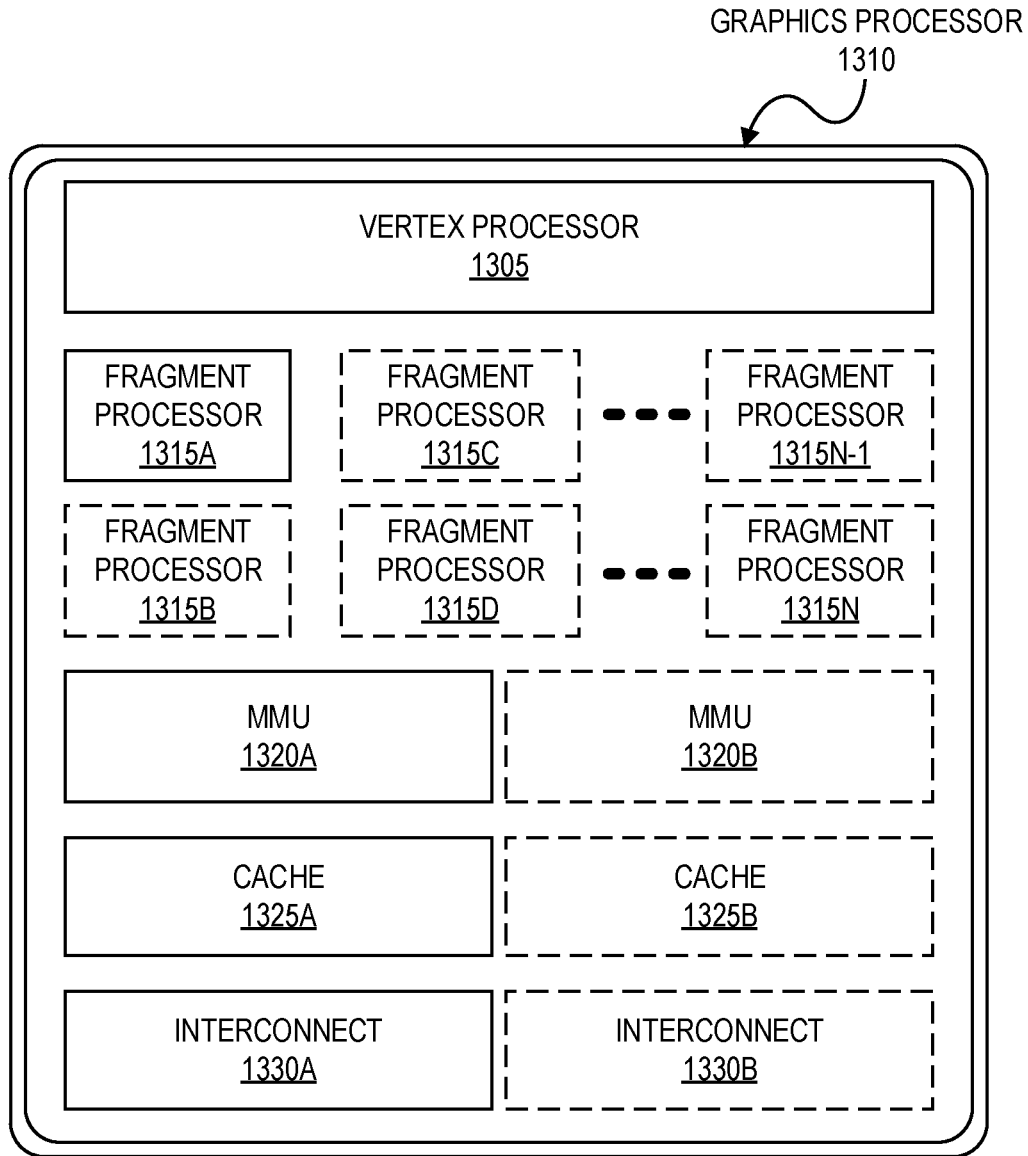 GRAPHICS PROCESSOR
1310
VERTEX PROCESSOR
1305
FRAGMENT
PROCESSOR
1315A
FRAGMENT
PROCESSOR
1315C
FRAGMENT
PROCESSOR
1315N-1
FRAGMENT
PROCESSOR
1315B
FRAGMENT
PROCESSOR
1315D
FRAGMENT
PROCESSOR
1315N
MMU
1320A
MMU
1320B
CACHE
1325A
CACHE
1325B
INTERCONNECT
1330A
INTERCONNECT
1330B